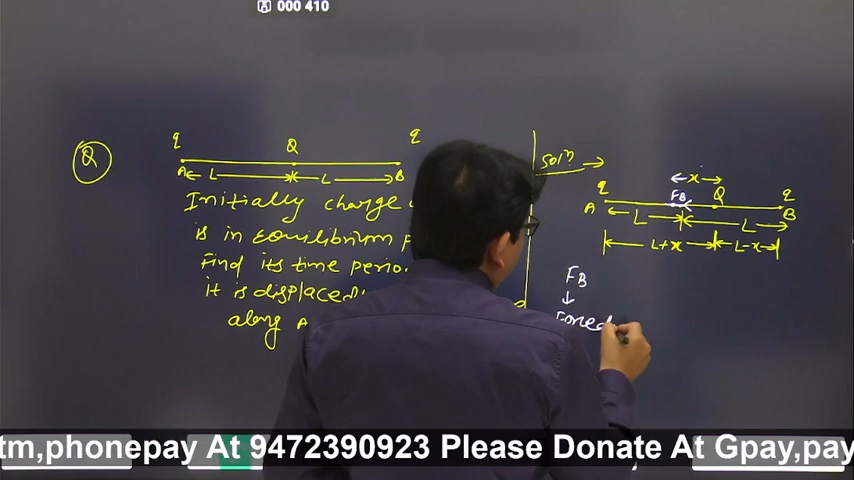 000 410
Q
q Q q
A L L B
Initially charge
is in equilibrium
Find its time
it is displaced
along A
Soln →
x
q FB Q q
A L L B
L+x L-x
FB
↓
Force
tm,phonepay At 9472390923 Please Donate At Gpay,pay